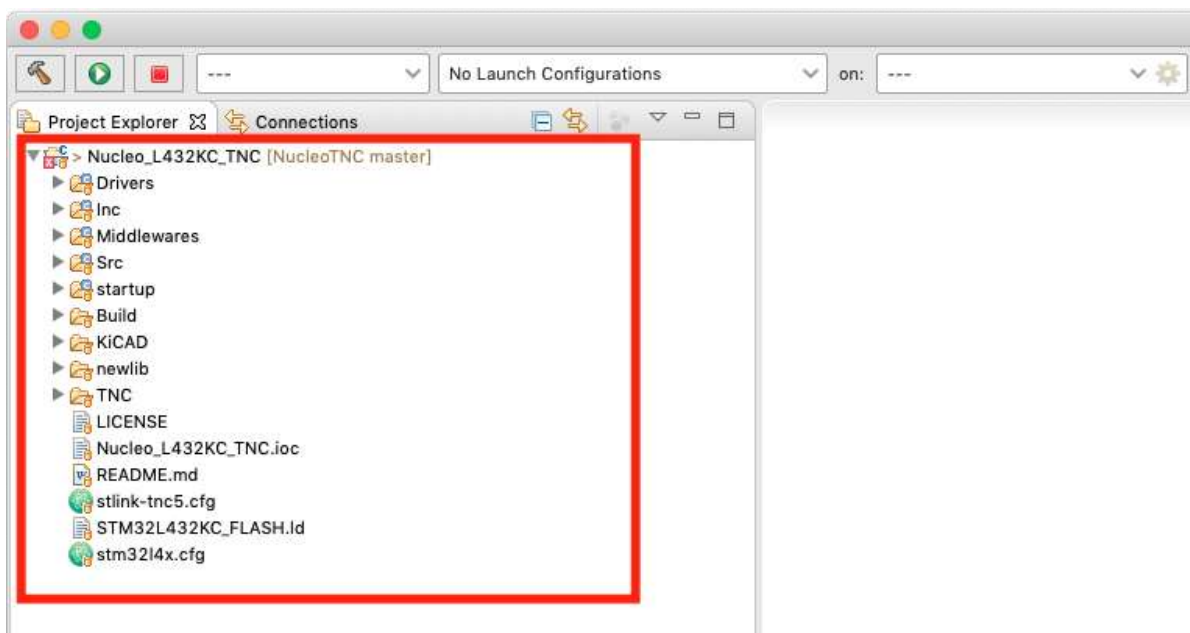 --- No Launch Configurations on: ---
Project Explorer Connections
> Nucleo_L432KC_TNC [NucleoTNC master]
Drivers
Inc
Middlewares
Src
startup
Build
KiCAD
newlib
TNC
LICENSE
Nucleo_L432KC_TNC.ioc
README.md
stlink-tnc5.cfg
STM32L432KC_FLASH.ld
stm32l4x.cfg